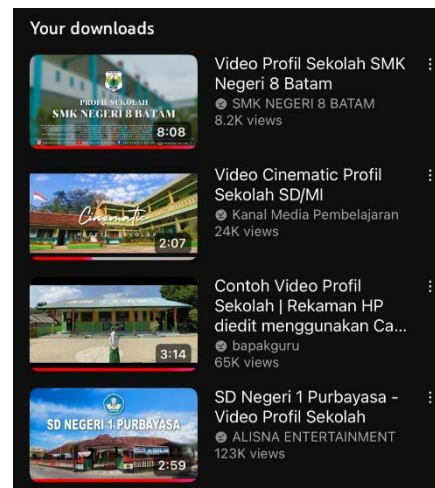 Your downloads
PROFIL SEKOLAH
SMK NEGERI 8 BATAM
8:08
Video Profil Sekolah SMK
Negeri 8 Batam
SMK NEGERI 8 BATAM
8.2K views
Cinematic
PROFIL SEKOLAH
2:07
Video Cinematic Profil
Sekolah SD/MI
Kanal Media Pembelajaran
24K views
3:14
Contoh Video Profil
Sekolah | Rekaman HP
diedit menggunakan Ca...
bapakguru
65K views
SD NEGERI 1 PURBAYASA
2:59
SD Negeri 1 Purbayasa -
Video Profil Sekolah
ALISNA ENTERTAINMENT
123K views